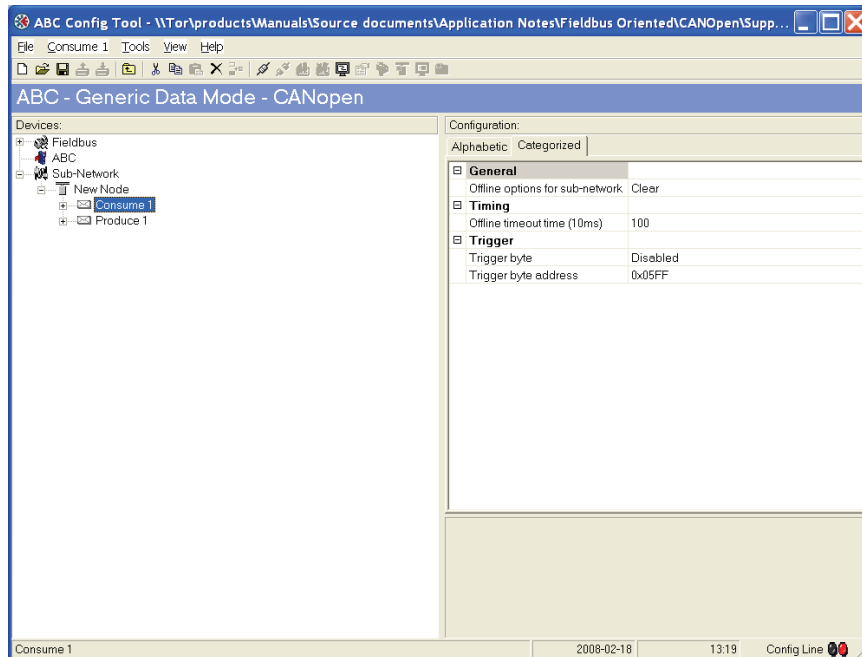 ABC Config Tool - \\Tor\products\Manuals\Source documents\Application Notes\Fieldbus Oriented\CANOpen\Supp...
File Consume 1 Tools View Help
ABC - Generic Data Mode - CANopen
Devices:
Fieldbus
ABC
Sub-Network
New Node
Consume 1
Produce 1
Configuration:
Alphabetic Categorized
General
Offline options for sub-network Clear
Timing
Offline timeout time (10ms) 100
Trigger
Trigger byte Disabled
Trigger byte address 0x05FF
Consume 1 2008-02-18 13:19 Config Line